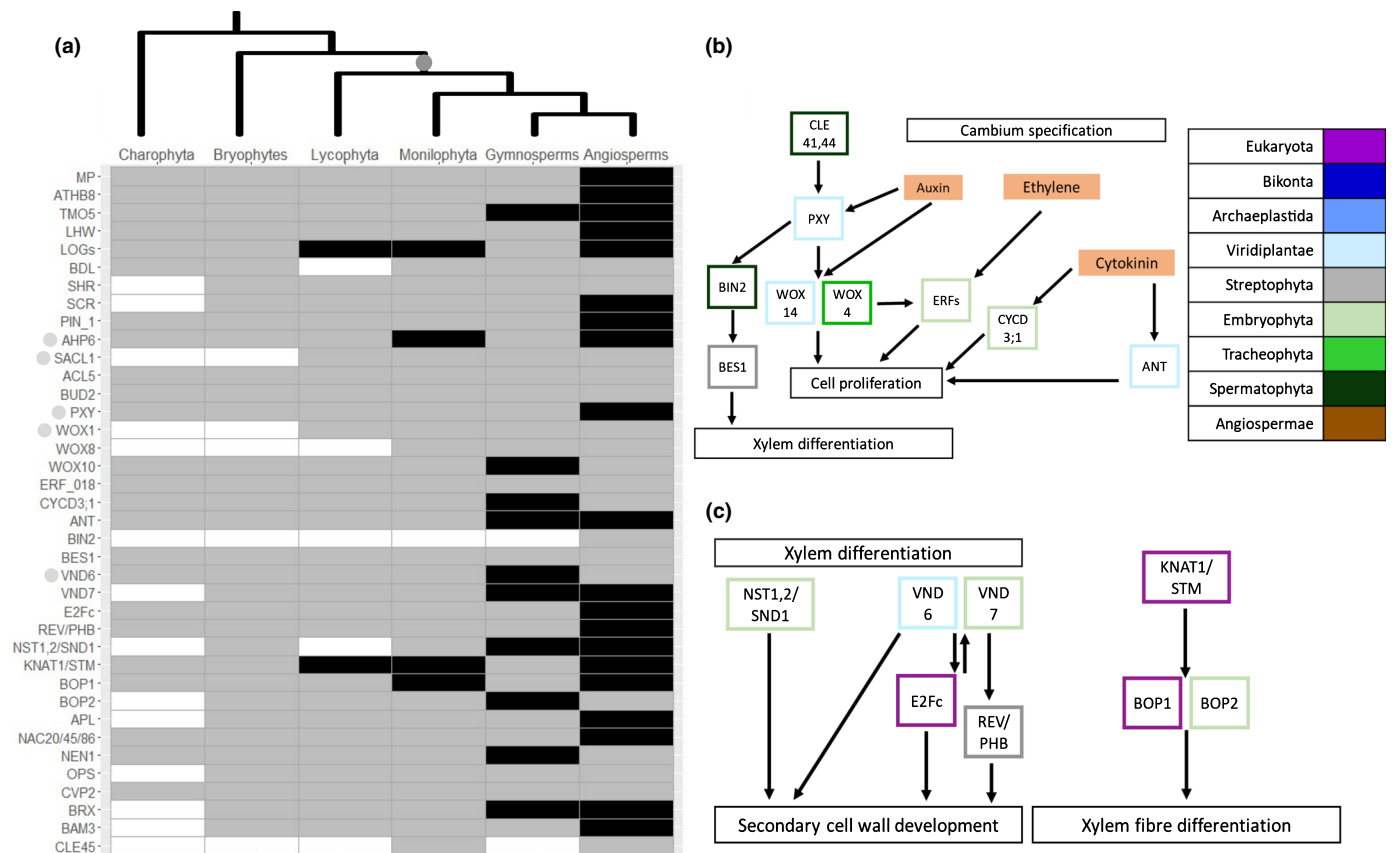 (a)
Charophyta Bryophytes Lycophyta Monilophyta Gymnosperms Angiosperms
MP
ATHB8
TMO5
LHW
LOGs
BDL
SHR
SCR
PIN_1
AHP6
SACL1
ACL5
BUD2
PXY
WOX1
WOX8
WOX10
ERF_018
CYCD3;1
ANT
BIN2
BES1
VND6
VND7
E2Fc
REV/PHB
NST1,2/SND1
KNAT1/STM
BOP1
BOP2
APL
NAC20/45/86
NEN1
OPS
CVP2
BRX
BAM3
CLE45
(b)
CLE
41,44
Cambium specification
Auxin
Ethylene
PXY
Cytokinin
BIN2
WOX
14
WOX
4
ERFs
CYCD
3;1
BES1
ANT
Cell proliferation
Xylem differentiation
Eukaryota
Bikonta
Archaeplastida
Viridiplantae
Streptophyta
Embryophyta
Tracheophyta
Spermatophyta
Angiospermae
(c)
Xylem differentiation
NST1,2/
SND1
VND
6
VND
7
E2Fc
REV/
PHB
Secondary cell wall development
KNAT1/
STM
BOP1
BOP2
Xylem fibre differentiation